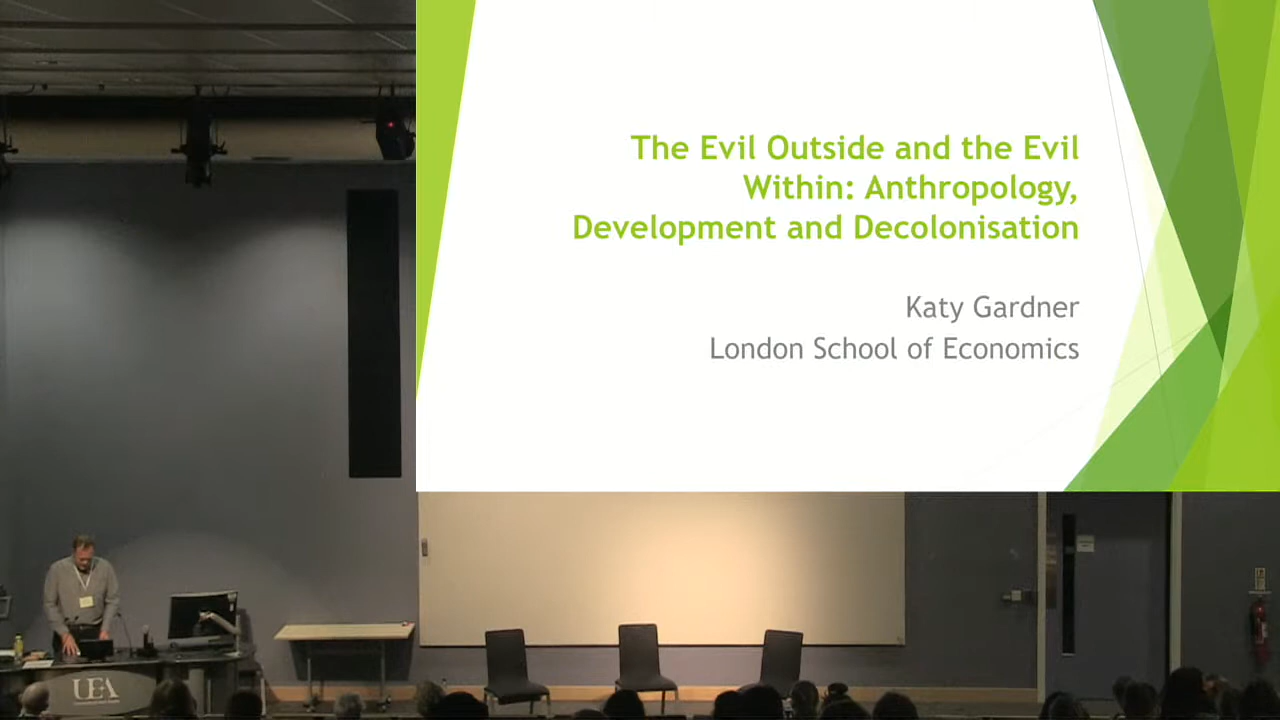 The Evil Outside and the Evil
Within: Anthropology,
Development and Decolonisation
Katy Gardner
London School of Economics
UEA